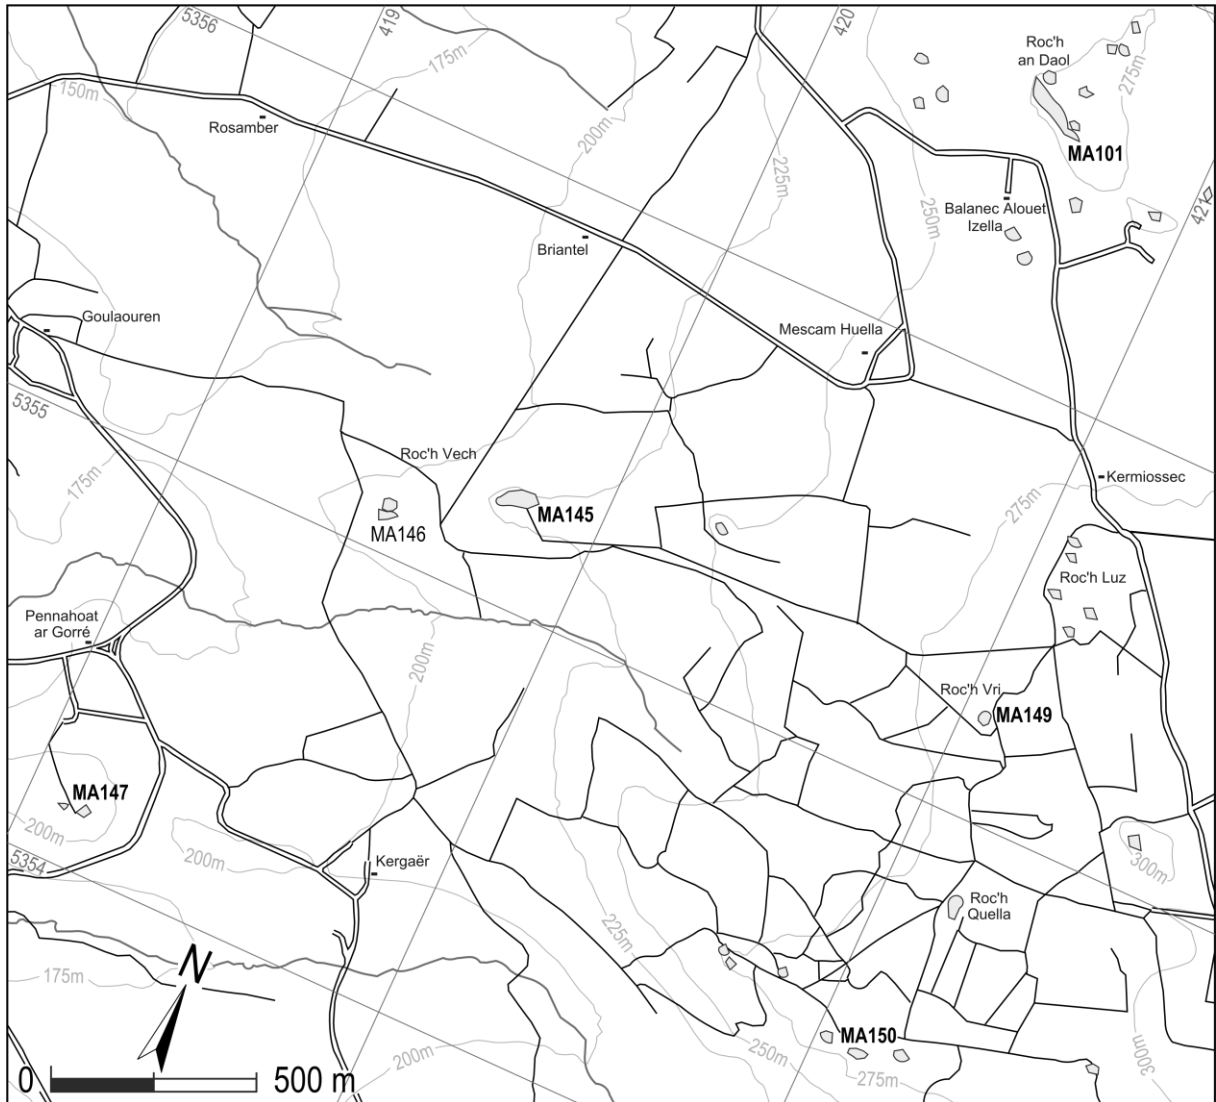 5356
419
420
175m
Roc'h
an Daol
275m
150m
Rosamber
200m
MA101
225m
250m
Balanec Alouet
Izella
421
Briantel
Goulaouren
Mescam Huella
5355
Roc'h Vech
175m
Kermiossec
MA145
275m
MA146
Roc'h Luz
Pennahoat
ar Gorré
200m
Roc'h Vri
MA149
MA147
200m
5354
200m
Kergaër
300m
Roc'h
Quella
225m
N
175m
MA150
250m
200m
300m
275m
0
500 m